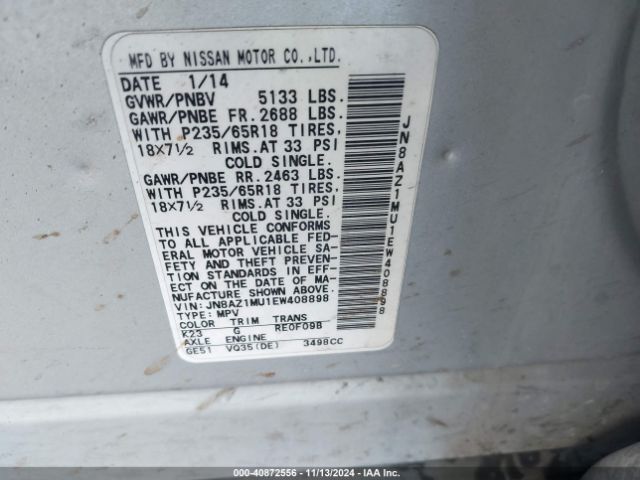 MFD BY NISSAN MOTOR CO.,LTD.
DATE 1/14
GVWR/PNBV 5133 LBS.
GAWR/PNBE FR. 2688 LBS.
WITH P235/65R18 TIRES,
18X7½ RIMS. AT 33 PSI
COLD SINGLE.
GAWR/PNBE RR. 2463 LBS.
WITH P235/65R18 TIRES,
18X7½ RIMS. AT 33 PSI
COLD SINGLE.
THIS VEHICLE CONFORMS
TO ALL APPLICABLE FED-
ERAL MOTOR VEHICLE SA-
FETY AND THEFT PREVEN-
TION STANDARDS IN EFF-
ECT ON THE DATE OF MA-
NUFACTURE SHOWN ABOVE.
VIN: JN8AZ1MU1EW408898
TYPE: MPV
COLOR TRIM TRANS
K23 G RE0F09B
AXLE ENGINE
GE51 VQ35(DE) 3498CC
JN8AZ1MU1EW408898
000-40872556 - 11/13/2024 - IAA Inc.